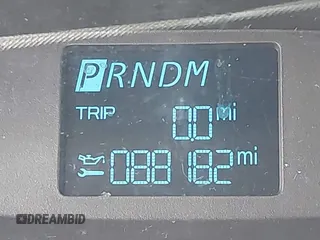 PRNDM
TRIP
0.0 mi
088182 mi
DREAMBID